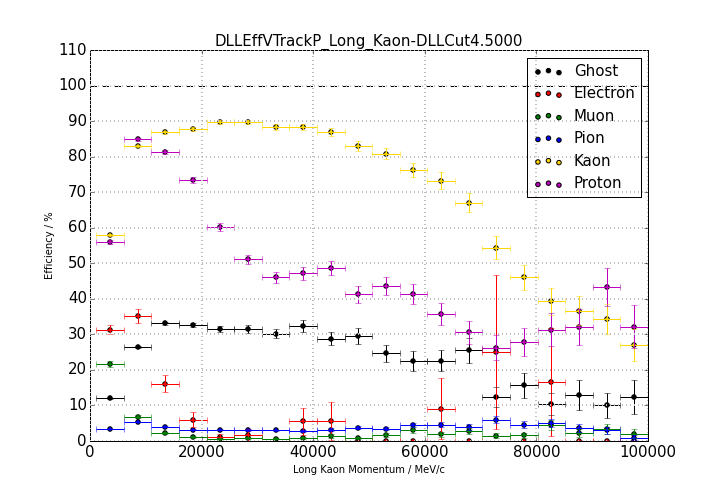 DLLEffVTrackP_Long_Kaon-DLLCut4.5000
110
100
90
80
70
60
50
40
30
20
10
0
Efficiency / %
Ghost
Electron
Muon
Pion
Kaon
Proton
0 20000 40000 60000 80000 100000
Long Kaon Momentum / MeV/c